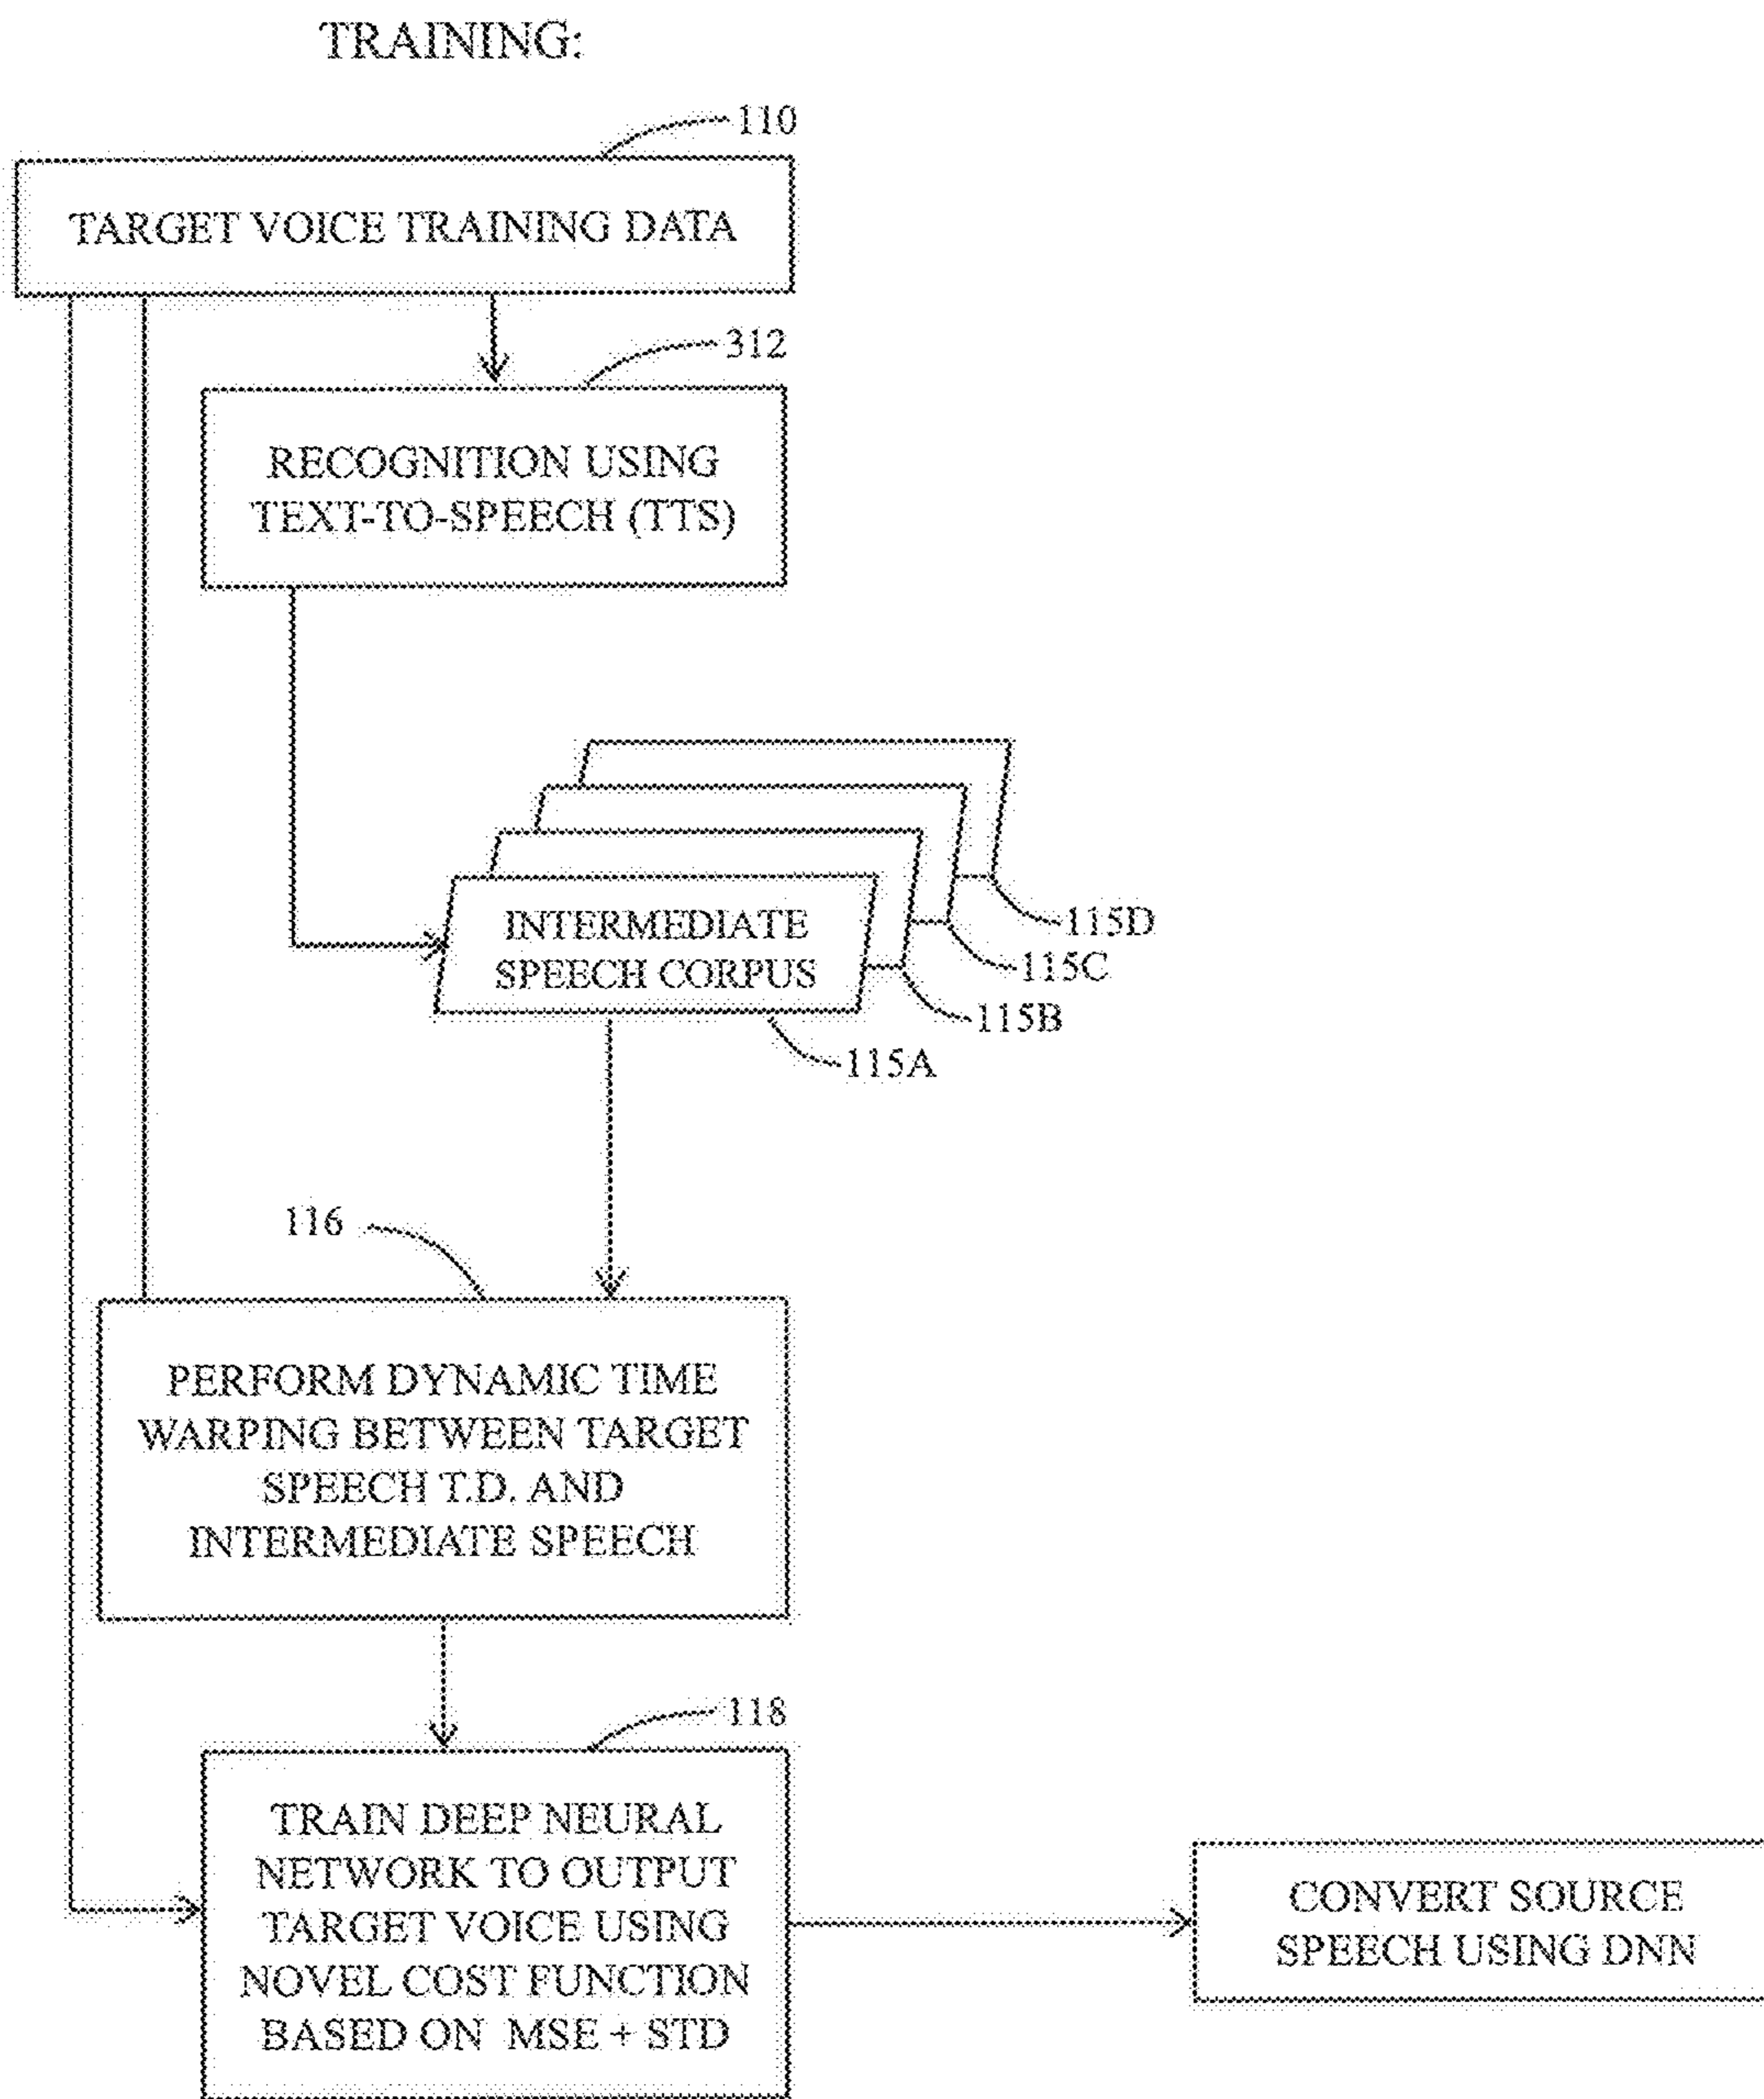 TRAINING:
110
TARGET VOICE TRAINING DATA
312
RECOGNITION USING
TEXT-TO-SPEECH (TTS)
INTERMEDIATE
SPEECH CORPUS
115D
115C
115B
115A
116
PERFORM DYNAMIC TIME
WARPING BETWEEN TARGET
SPEECH T.D. AND
INTERMEDIATE SPEECH
118
TRAIN DEEP NEURAL
NETWORK TO OUTPUT
TARGET VOICE USING
NOVEL COST FUNCTION
BASED ON MSE + STD
CONVERT SOURCE
SPEECH USING DNN